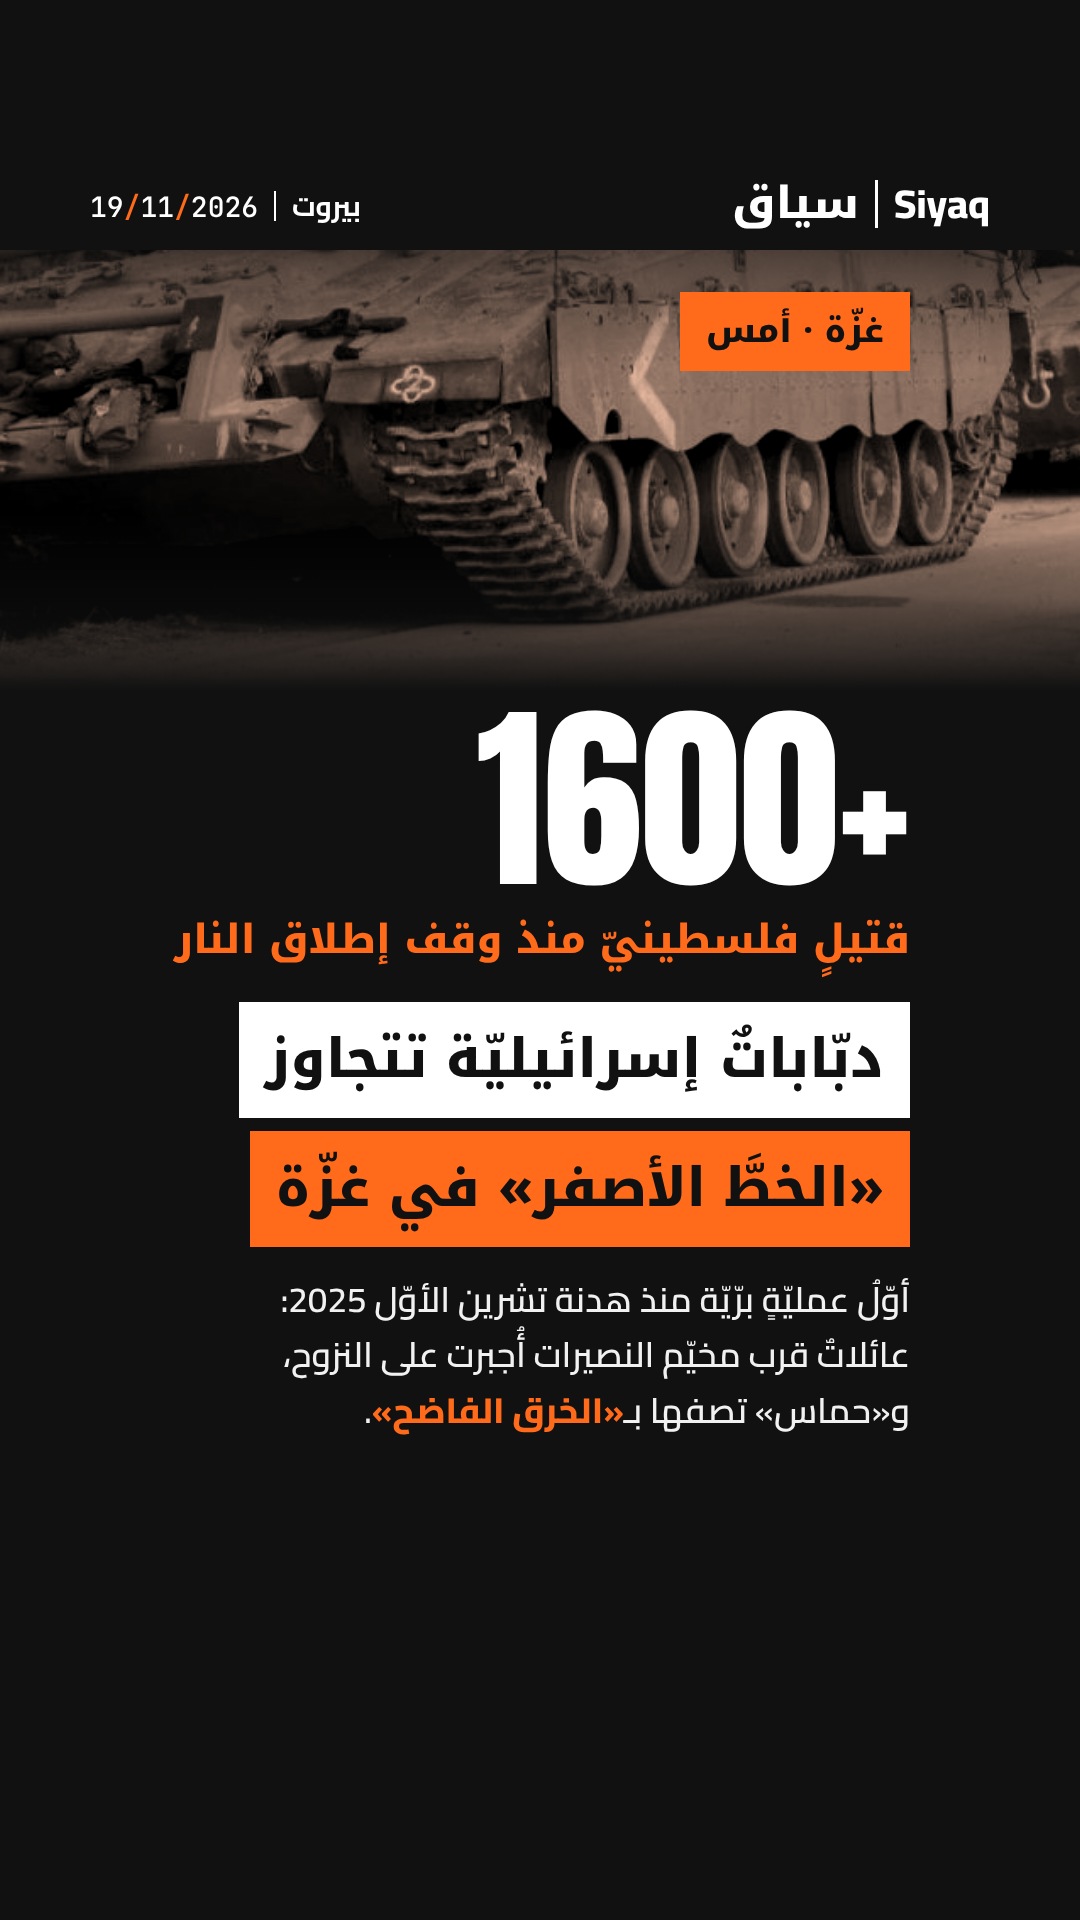 Siyaq | سياق
بيروت | 19/11/2026
غزّة · أمس
1600+
قتيلٍ فلسطينيّ منذ وقف إطلاق النار
دبّاباتٌ إسرائيليّة تتجاوز
«الخطَّ الأصفر» في غزّة
أوّلُ عمليّةٍ برّيّة منذ هدنة تشرين الأوّل 2025:
عائلاتٌ قرب مخيّم النصيرات أُجبرت على النزوح،
و«حماس» تصفها بـ«الخرق الفاضح».